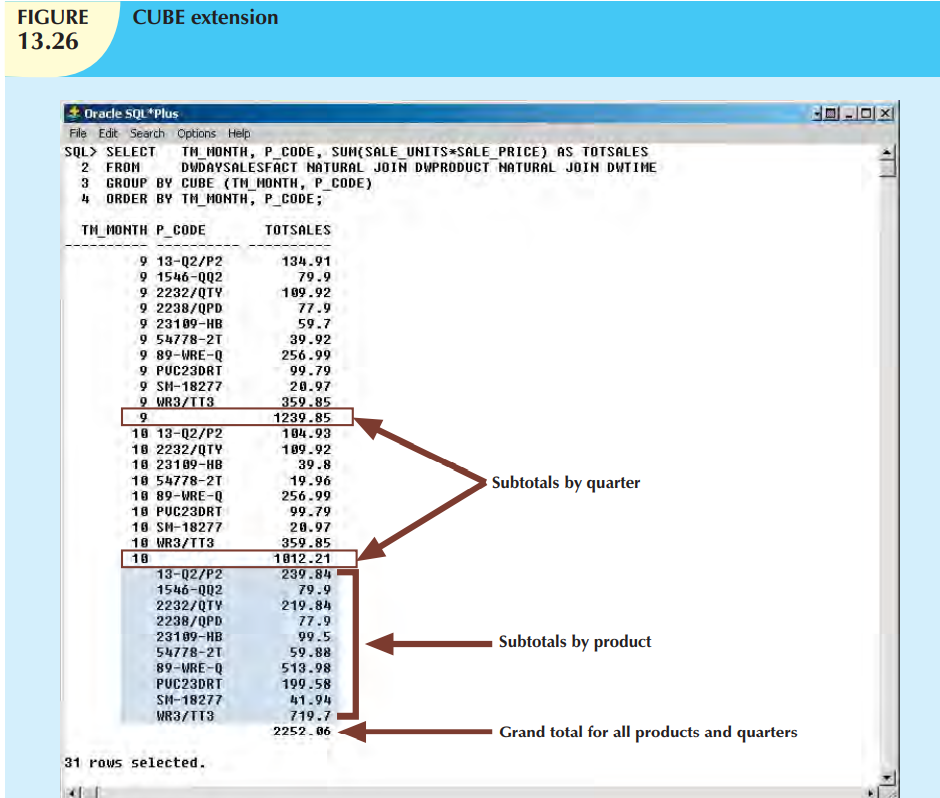 FIGURE
13.26
CUBE extension
Oracle SQL*Plus
File Edit Search Options Help
SQL> SELECT TM_MONTH, P_CODE, SUM(SALE_UNITS*SALE_PRICE) AS TOTSALES
2 FROM DWDAYSALESFACT NATURAL JOIN DWPRODUCT NATURAL JOIN DWTIME
3 GROUP BY CUBE (TM_MONTH, P_CODE)
4 ORDER BY TM_MONTH, P_CODE;
TM_MONTH P_CODE TOTSALES
---------- ---------- ----------
9 13-Q2/P2 134.91
9 1546-QQ2 79.9
9 2232/QTY 109.92
9 2238/QPD 77.9
9 23109-HB 59.7
9 54778-2T 39.92
9 89-WRE-Q 256.99
9 PVC23DRT 99.79
9 SM-18277 20.97
9 WR3/TT3 359.85
9 1239.85
10 13-Q2/P2 104.93
10 2232/QTY 109.92
10 23109-HB 39.8
10 54778-2T 19.96
10 89-WRE-Q 256.99
10 PVC23DRT 99.79
10 SM-18277 20.97
10 WR3/TT3 359.85
10 1012.21
Subtotals by quarter
13-Q2/P2 239.84
1546-QQ2 79.9
2232/QTY 219.84
2238/QPD 77.9
23109-HB 99.5
54778-2T 59.88
89-WRE-Q 513.98
PVC23DRT 199.58
SM-18277 41.94
WR3/TT3 719.7
Subtotals by product
2252.06
Grand total for all products and quarters
31 rows selected.